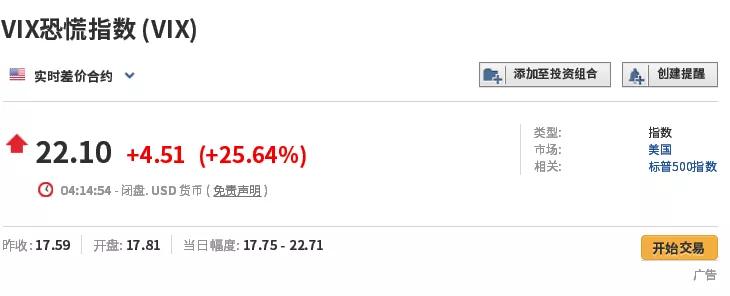 VIX恐慌指数 (VIX)
实时差价合约
添加至投资组合
创建提醒
22.10 +4.51 (+25.64%)
04:14:54 - 闭盘. USD 货币 ( 免责声明 )
类型: 指数
市场: 美国
相关: 标普500指数
昨收: 17.59 开盘: 17.81 当日幅度: 17.75 - 22.71
开始交易
广告